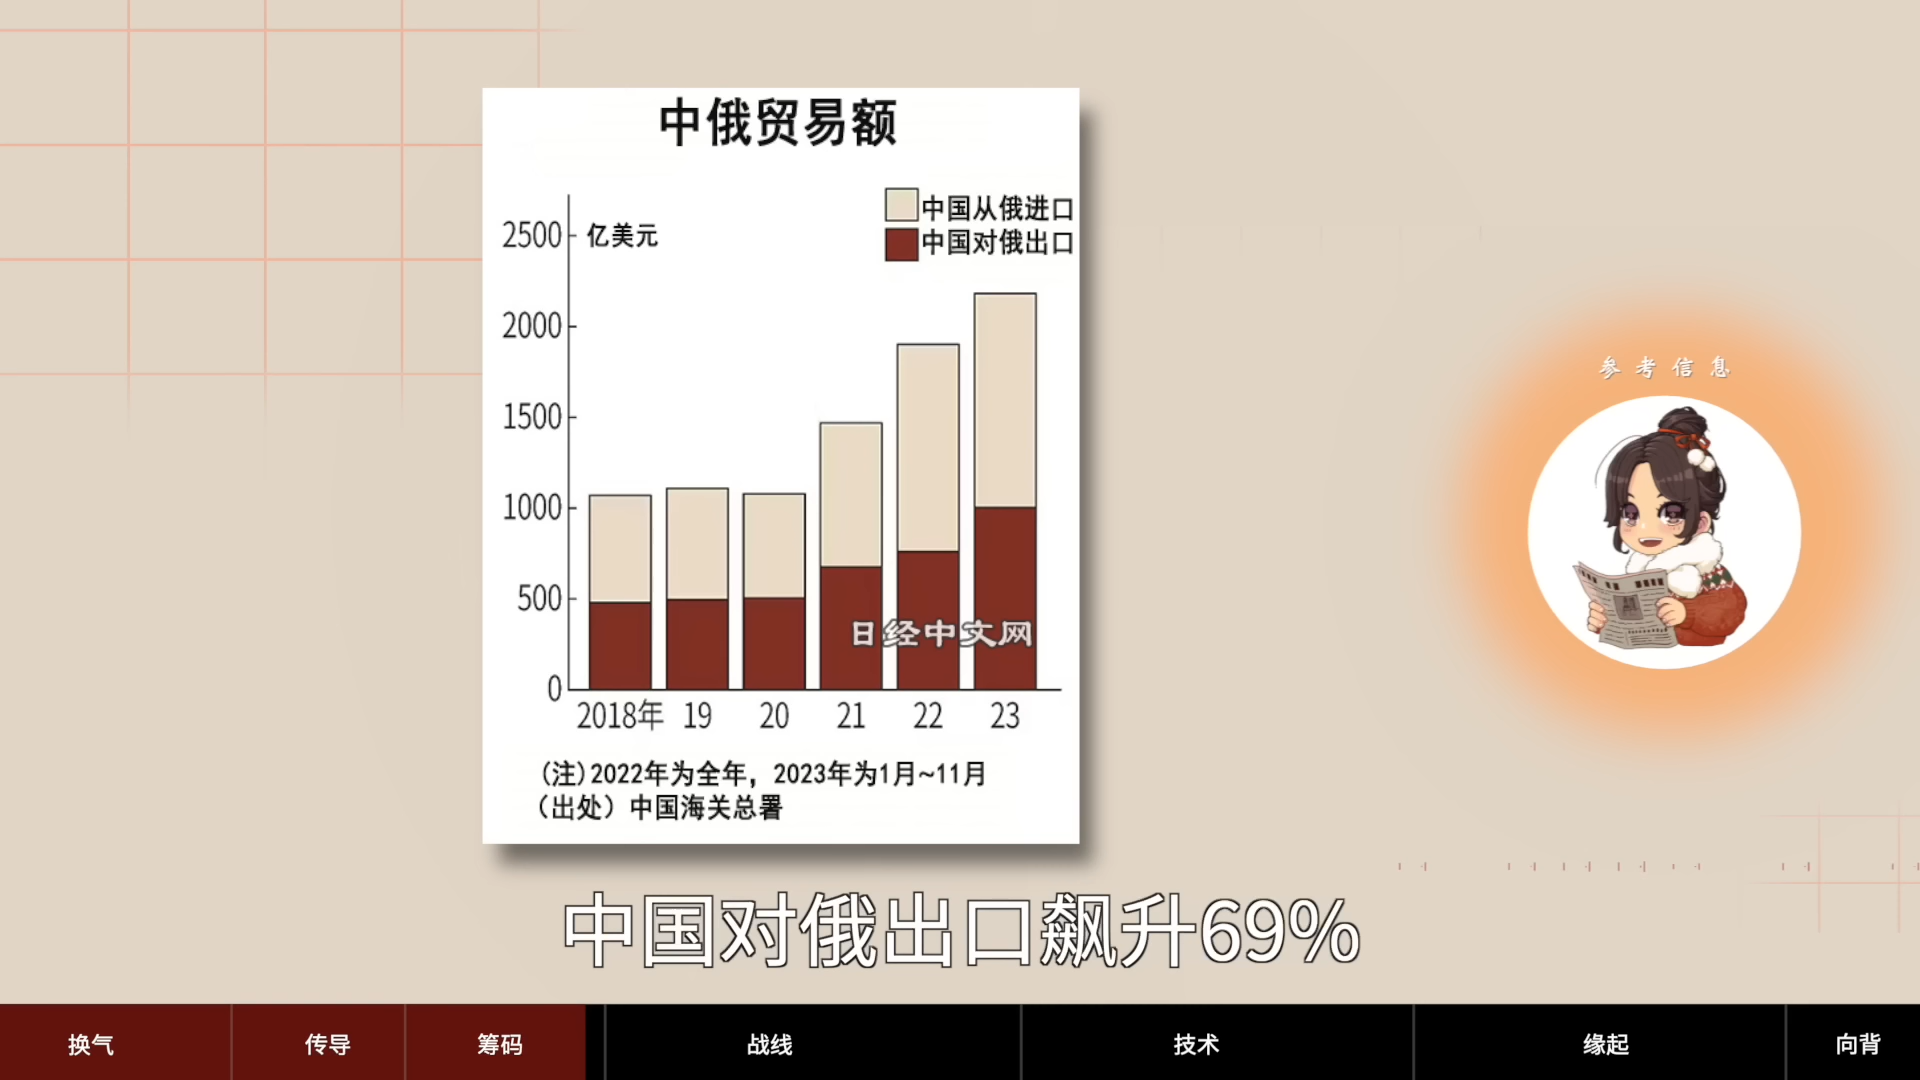 中俄贸易额
中国从俄进口
中国对俄出口
2500 亿美元
2000
1500
1000
500
0
2018年 19 20 21 22 23
日经中文网
(注)2022年为全年，2023年为1月~11月
（出处）中国海关总署
参考信息
中国对俄出口飙升69%
换气 传导 筹码 战线 技术 缘起 向背